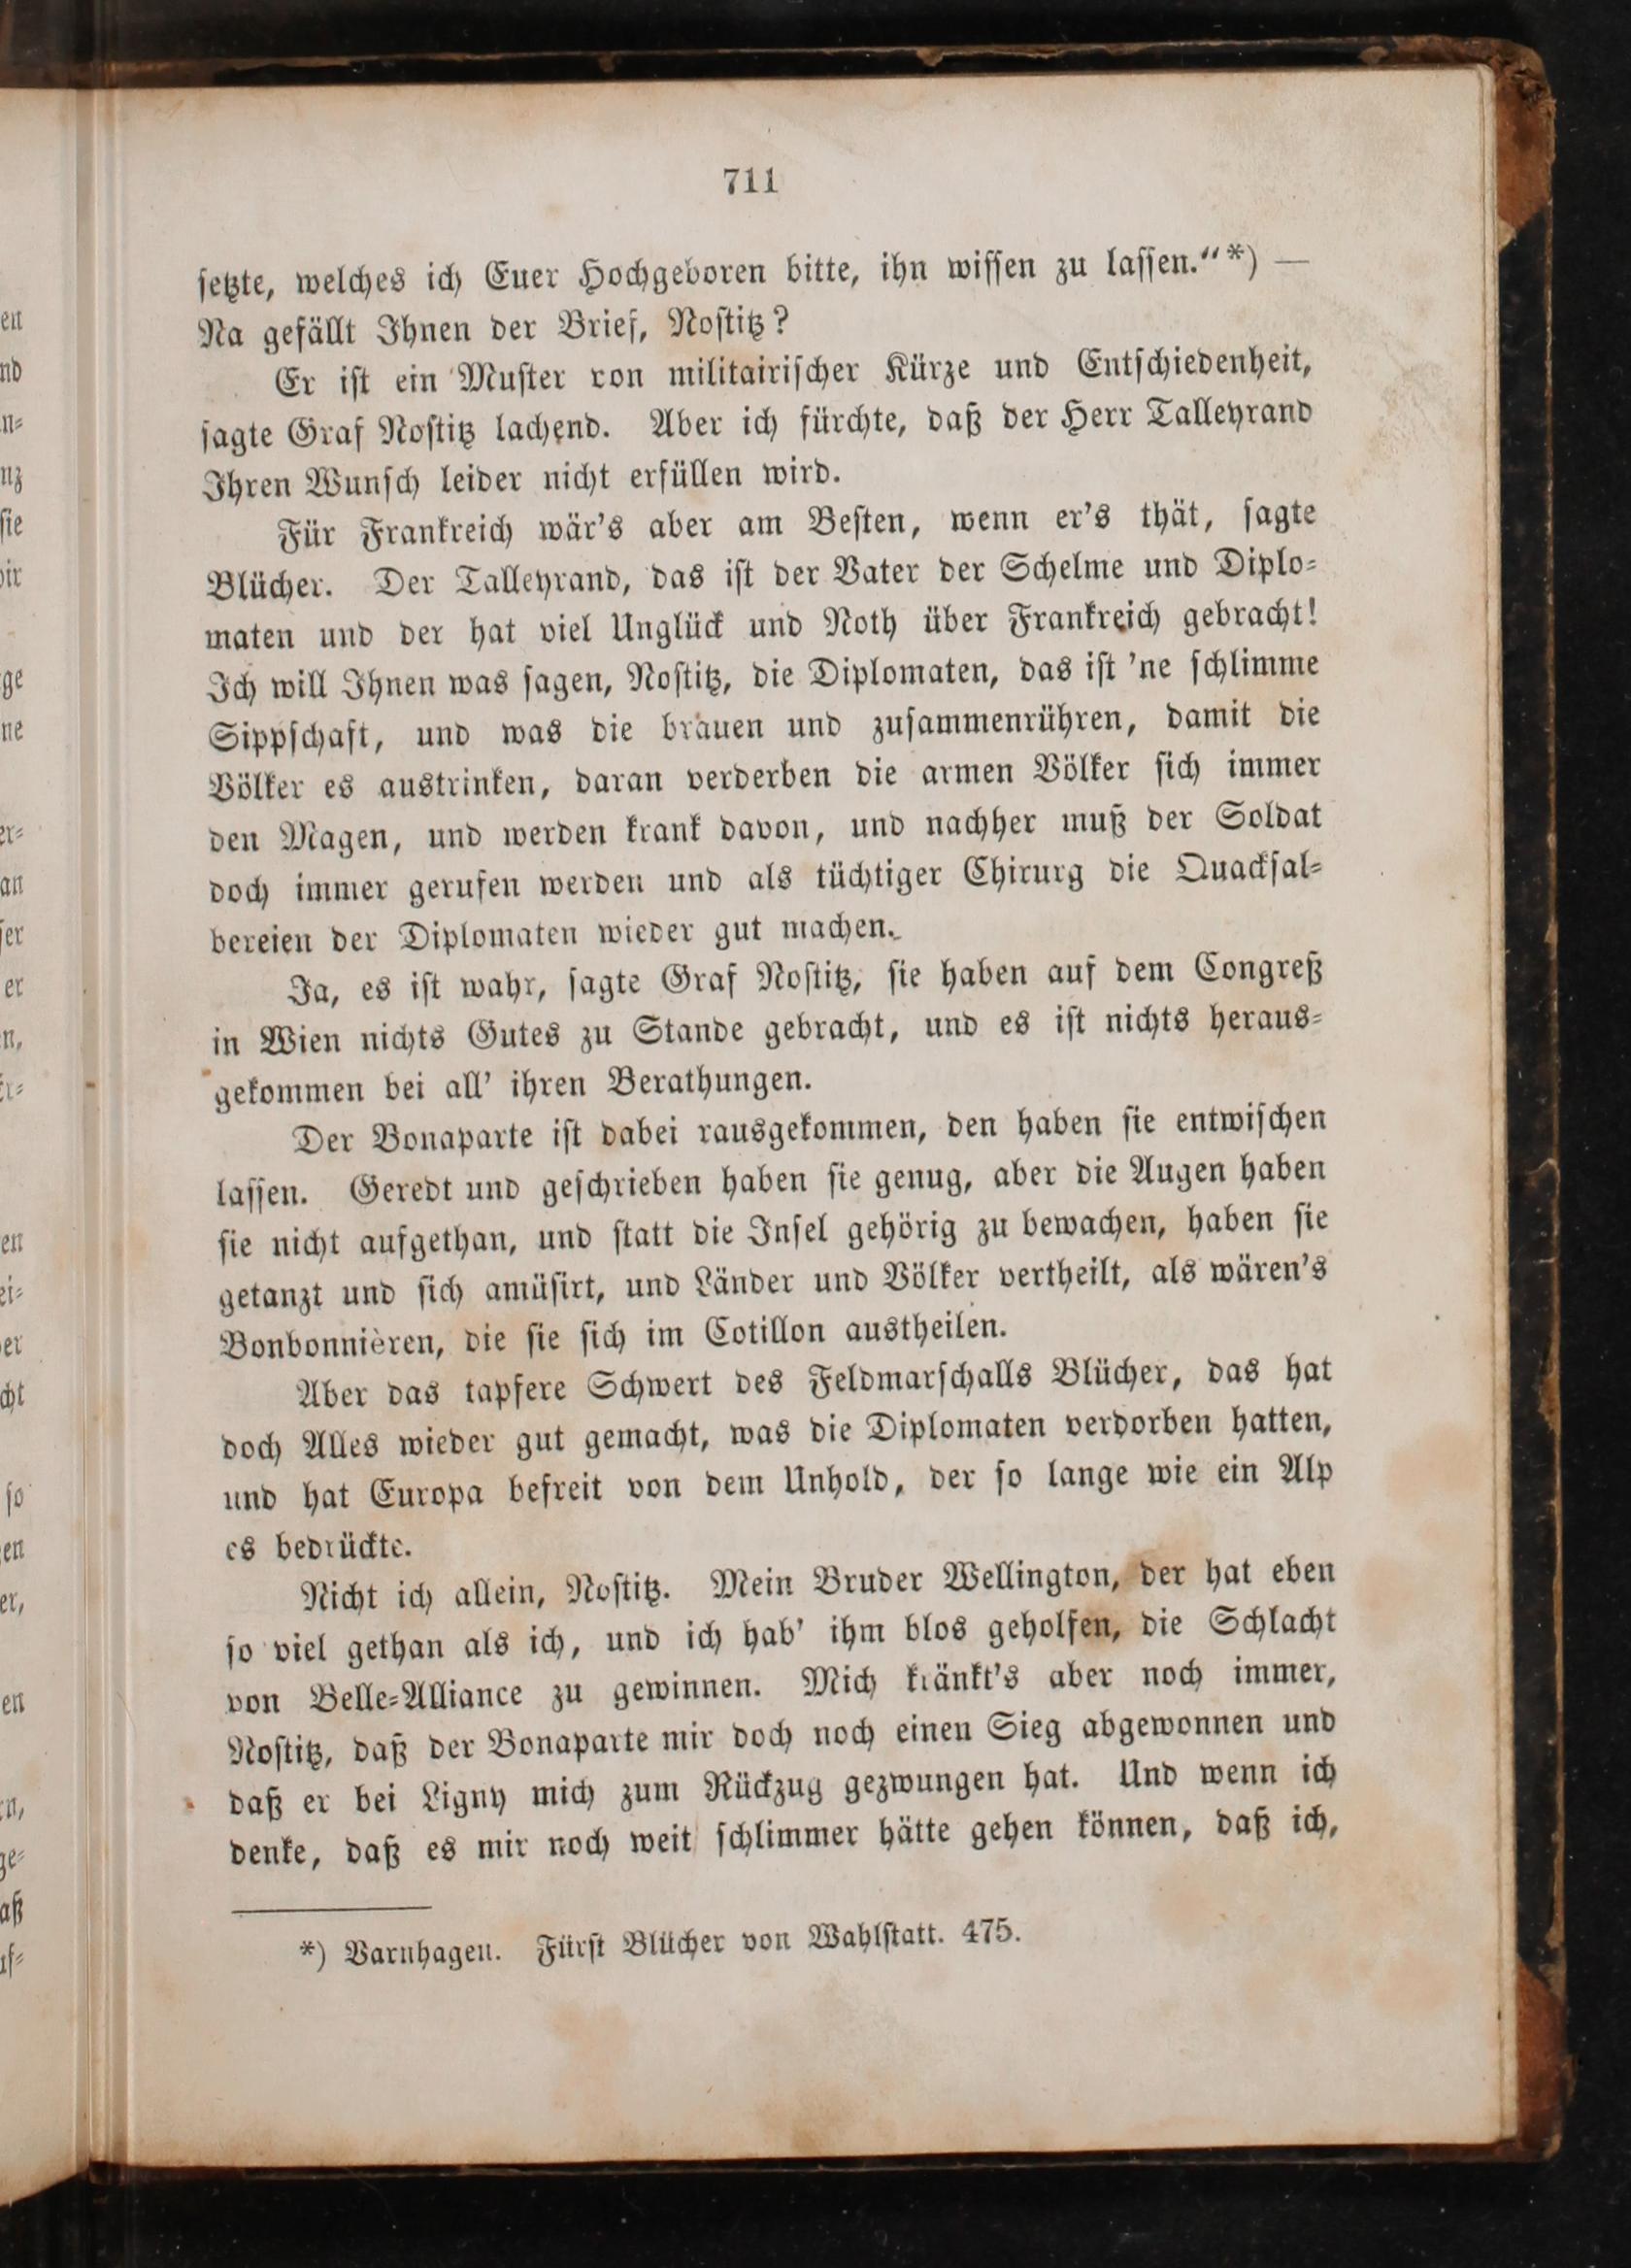 711
setzte, welches ich Euer Hochgeboren bitte, ihn wissen zu lassen.“*) —
Na gefällt Ihnen der Brief, Nostitz?
Er ist ein Muster von militairischer Kürze und Entschiedenheit,
sagte Graf Nostitz lachend. Aber ich fürchte, daß der Herr Talleyrand
Ihren Wunsch leider nicht erfüllen wird.
Für Frankreich wär's aber am Besten, wenn er's thät, sagte
Blücher. Der Talleyrand, das ist der Vater der Schelme und Diplo-
maten und der hat viel Unglück und Noth über Frankreich gebracht!
Ich will Ihnen was sagen, Nostitz, die Diplomaten, das ist 'ne schlimme
Sippschaft, und was die brauen und zusammenrühren, damit die
Völker es austrinken, daran verderben die armen Völker sich immer
den Magen, und werden krank davon, und nachher muß der Soldat
doch immer gerufen werden und als tüchtiger Chirurg die Quacksal-
bereien der Diplomaten wieder gut machen.
Ja, es ist wahr, sagte Graf Nostitz, sie haben auf dem Congreß
in Wien nichts Gutes zu Stande gebracht, und es ist nichts heraus-
gekommen bei all' ihren Berathungen.
Der Bonaparte ist dabei rausgekommen, den haben sie entwischen
lassen. Geredt und geschrieben haben sie genug, aber die Augen haben
sie nicht aufgethan, und statt die Insel gehörig zu bewachen, haben sie
getanzt und sich amüsirt, und Länder und Völker vertheilt, als wären's
Bonbonnièren, die sie sich im Cotillon austheilen.
Aber das tapfere Schwert des Feldmarschalls Blücher, das hat
doch Alles wieder gut gemacht, was die Diplomaten verdorben hatten,
und hat Europa befreit von dem Unhold, der so lange wie ein Alp
es bedrückte.
Nicht ich allein, Nostitz. Mein Bruder Wellington, der hat eben
so viel gethan als ich, und ich hab' ihm blos geholfen, die Schlacht
von Belle-Alliance zu gewinnen. Mich kränkt's aber noch immer,
Nostitz, daß der Bonaparte mir doch noch einen Sieg abgewonnen und
daß er bei Ligny mich zum Rückzug gezwungen hat. Und wenn ich
denke, daß es mir noch weit schlimmer hätte gehen können, daß ich,
*) Varnhagen. Fürst Blücher von Wahlstatt. 475.